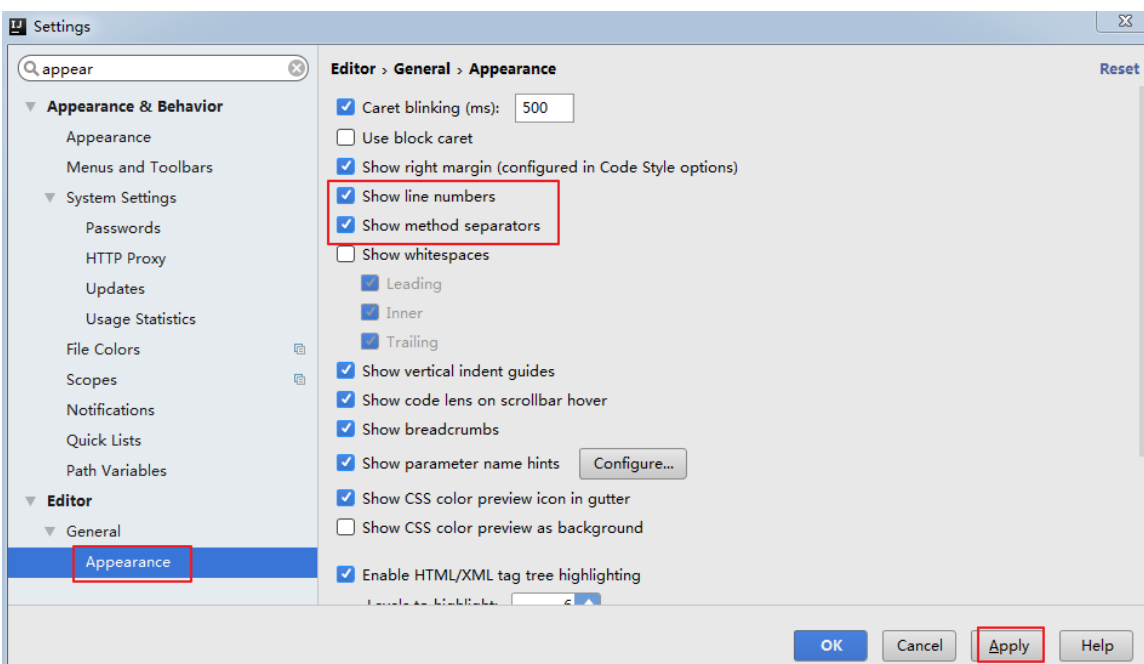 Settings
appear
Appearance & Behavior
Appearance
Menus and Toolbars
System Settings
Passwords
HTTP Proxy
Updates
Usage Statistics
File Colors
Scopes
Notifications
Quick Lists
Path Variables
Editor
General
Appearance
Editor › General › Appearance
Reset
Caret blinking (ms): 500
Use block caret
Show right margin (configured in Code Style options)
Show line numbers
Show method separators
Show whitespaces
Leading
Inner
Trailing
Show vertical indent guides
Show code lens on scrollbar hover
Show breadcrumbs
Show parameter name hints Configure...
Show CSS color preview icon in gutter
Show CSS color preview as background
Enable HTML/XML tag tree highlighting
Levels to highlight: 6
OK Cancel Apply Help